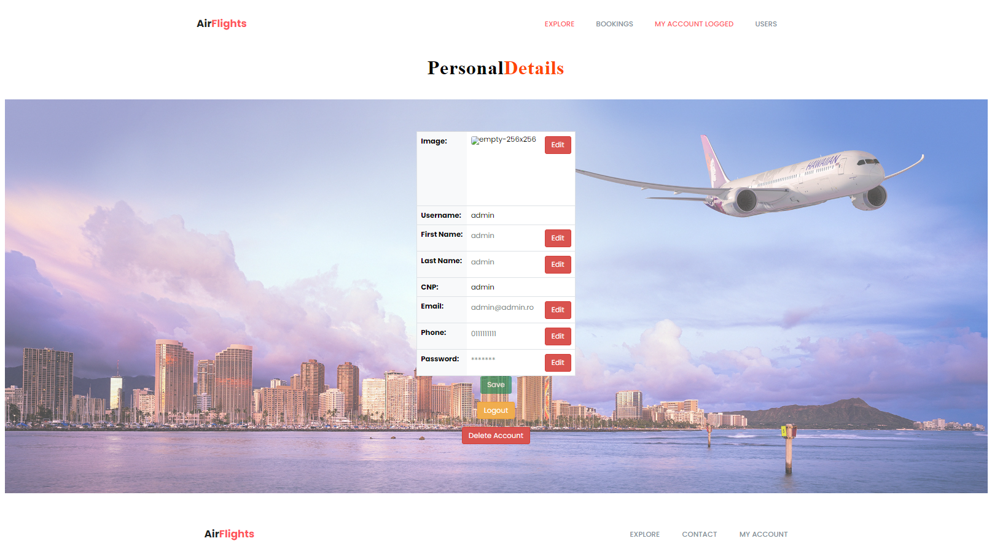 AirFlights
EXPLORE BOOKINGS MY ACCOUNT LOGGED USERS
PersonalDetails
Image: empty-256x256 Edit
Username: admin
First Name: admin Edit
Last Name: admin Edit
CNP: admin
Email: admin@admin.ro Edit
Phone: 0111111111 Edit
Password: ******* Edit
Save
Logout
Delete Account
HAWAIIAN
AirFlights
EXPLORE CONTACT MY ACCOUNT